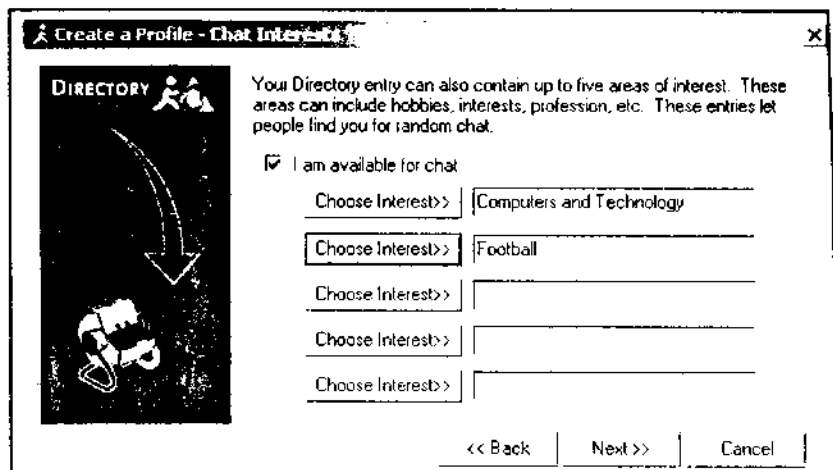 Create a Profile - Chat Interests
DIRECTORY
Your Directory entry can also contain up to five areas of interest. These
areas can include hobbies, interests, profession, etc. These entries let
people find you for random chat.
I am available for chat
Choose Interest>> Computers and Technology
Choose Interest>> Football
Choose Interest>>
Choose Interest>>
Choose Interest>>
<< Back Next >> Cancel